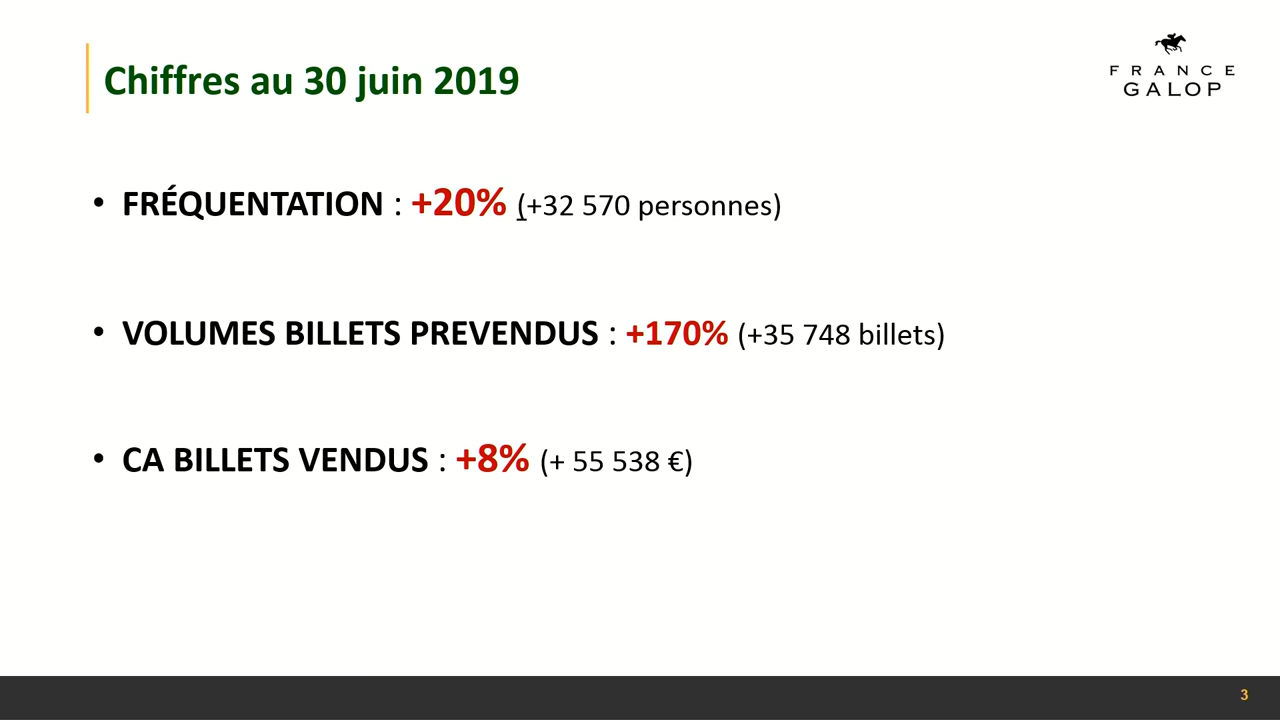 Chiffres au 30 juin 2019
FRANCE
GALOP
• FRÉQUENTATION : +20% (+32 570 personnes)
• VOLUMES BILLETS PREVENDUS : +170% (+35 748 billets)
• CA BILLETS VENDUS : +8% (+ 55 538 €)
3